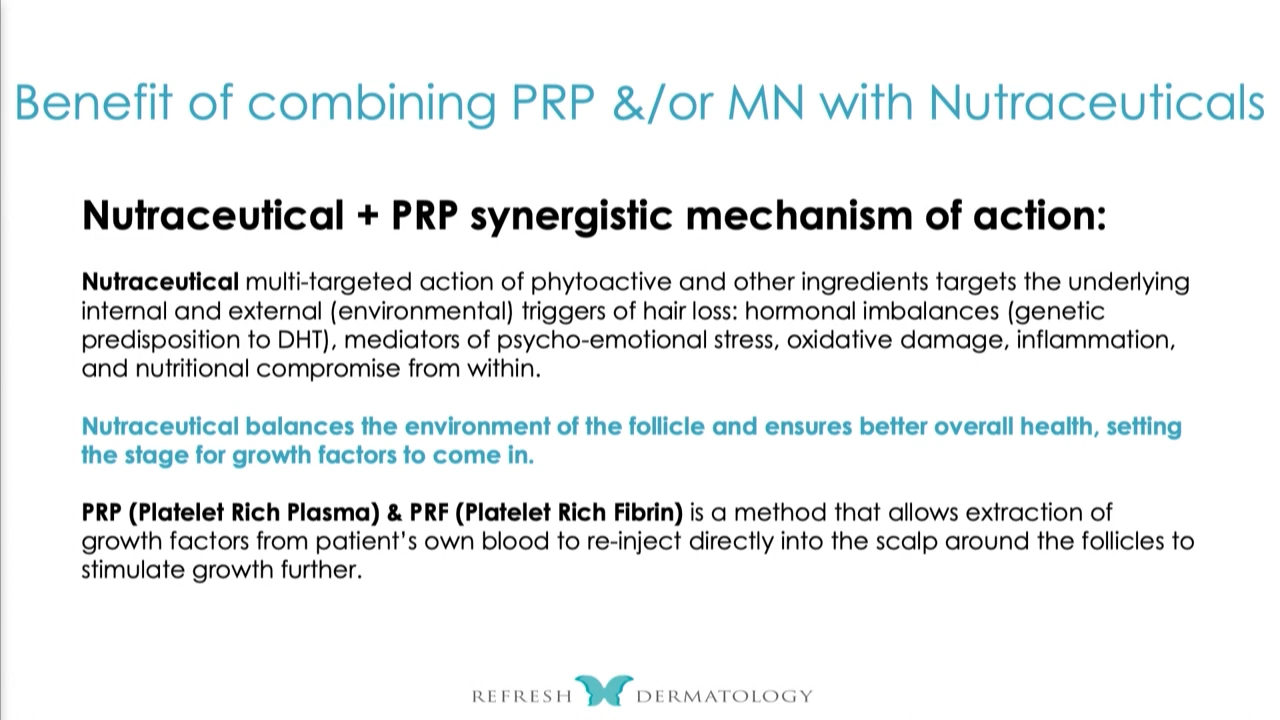 Benefit of combining PRP &/or MN with Nutraceuticals
Nutraceutical + PRP synergistic mechanism of action:
Nutraceutical multi-targeted action of phytoactive and other ingredients targets the underlying
internal and external (environmental) triggers of hair loss: hormonal imbalances (genetic
predisposition to DHT), mediators of psycho-emotional stress, oxidative damage, inflammation,
and nutritional compromise from within.
Nutraceutical balances the environment of the follicle and ensures better overall health, setting
the stage for growth factors to come in.
PRP (Platelet Rich Plasma) & PRF (Platelet Rich Fibrin) is a method that allows extraction of
growth factors from patient's own blood to re-inject directly into the scalp around the follicles to
stimulate growth further.
REFRESH DERMATOLOGY